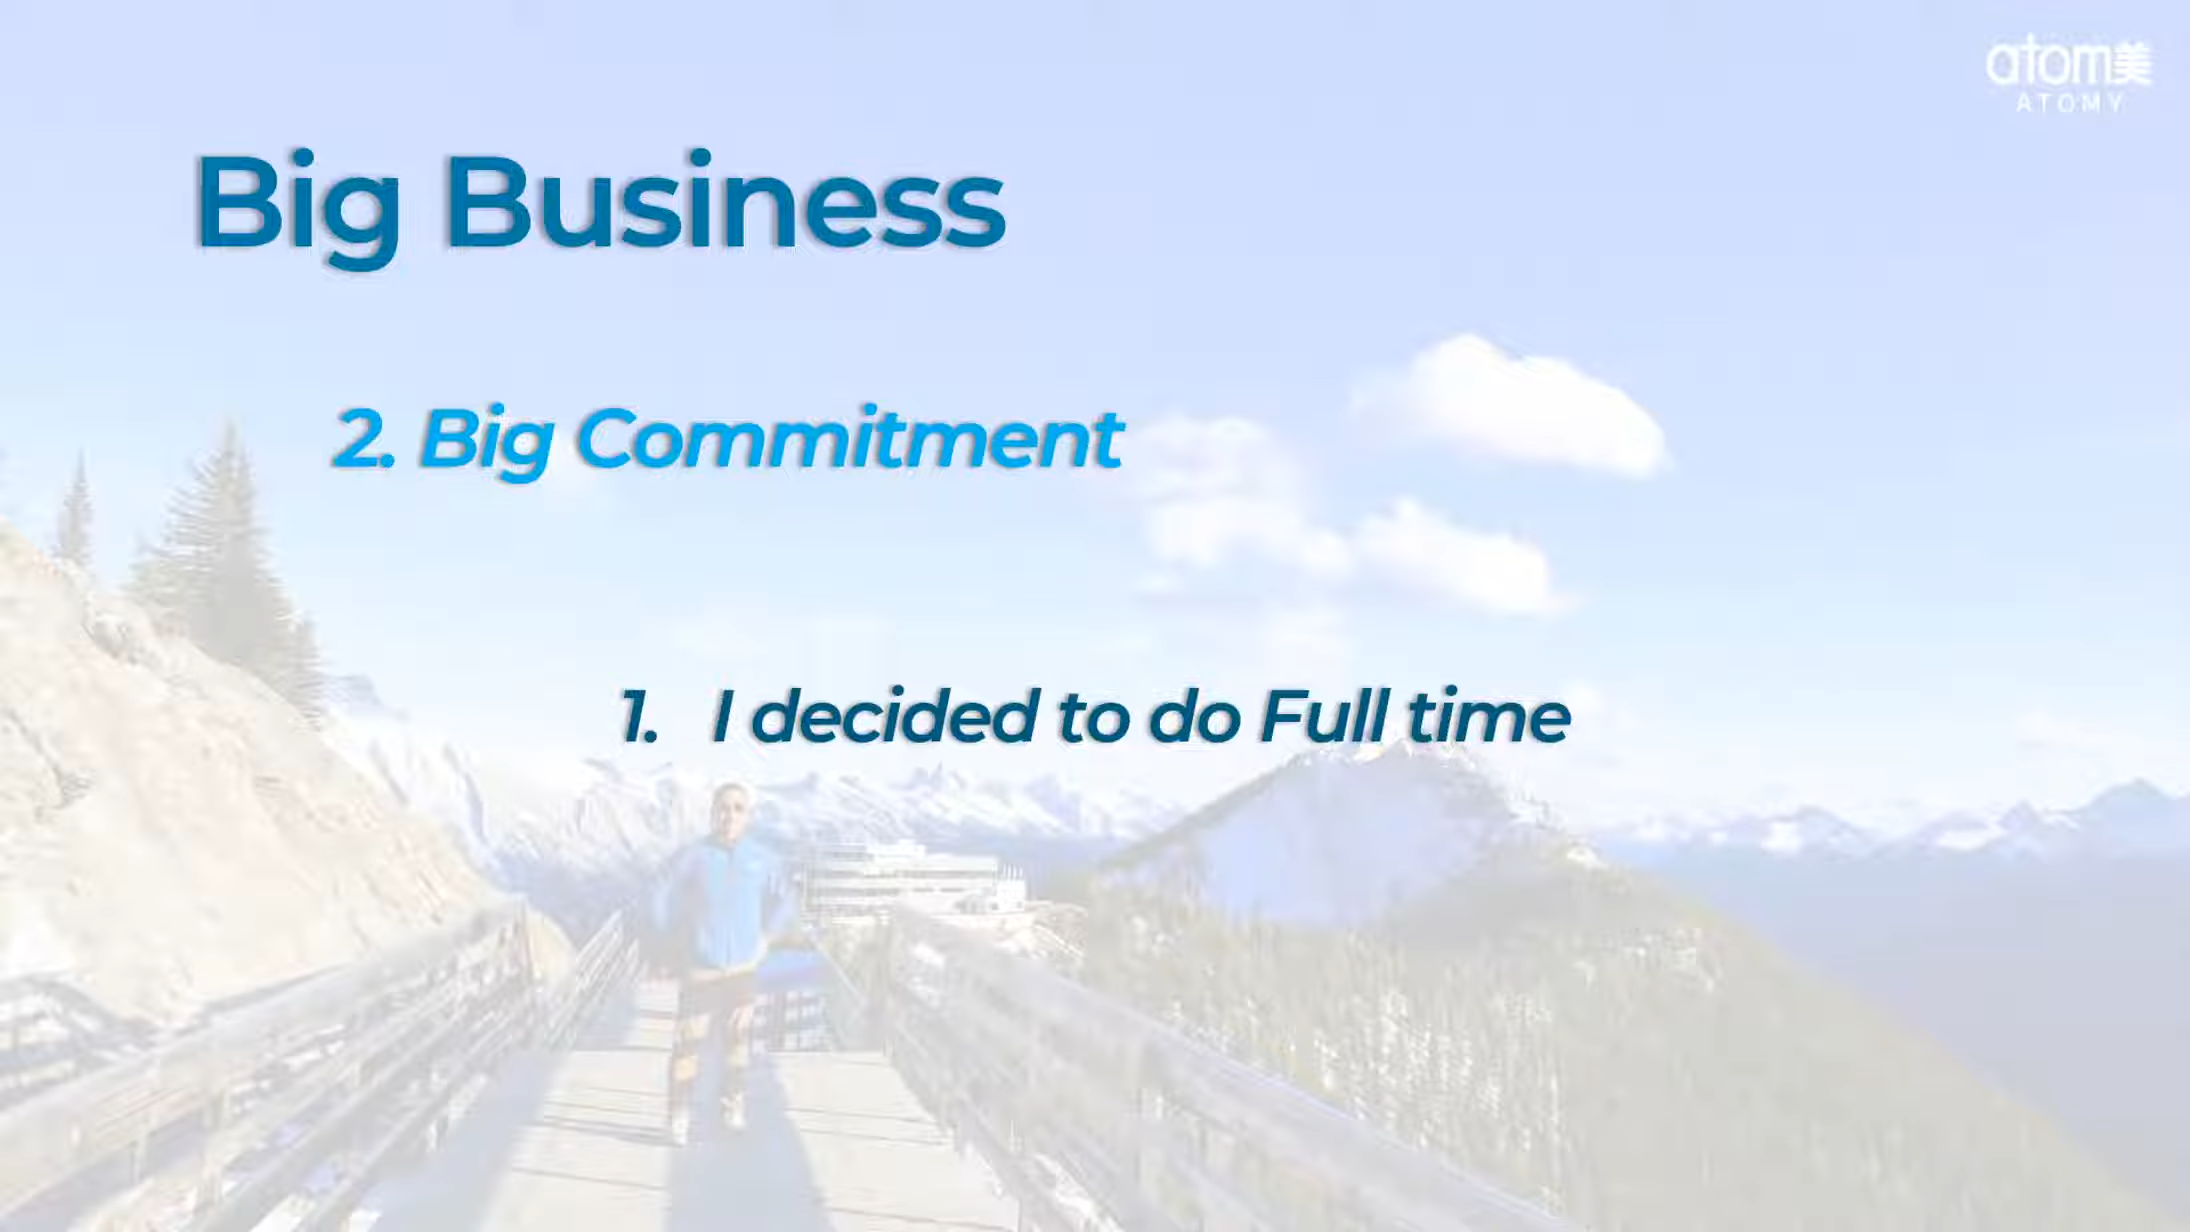 atom美
ATOMY
Big Business
2. Big Commitment
1. I decided to do Full time